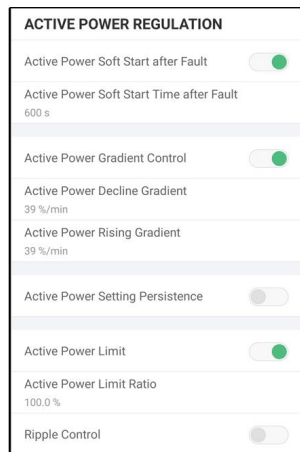 ACTIVE POWER REGULATION
Active Power Soft Start after Fault
Active Power Soft Start Time after Fault
600 s
Active Power Gradient Control
Active Power Decline Gradient
39 %/min
Active Power Rising Gradient
39 %/min
Active Power Setting Persistence
Active Power Limit
Active Power Limit Ratio
100.0 %
Ripple Control